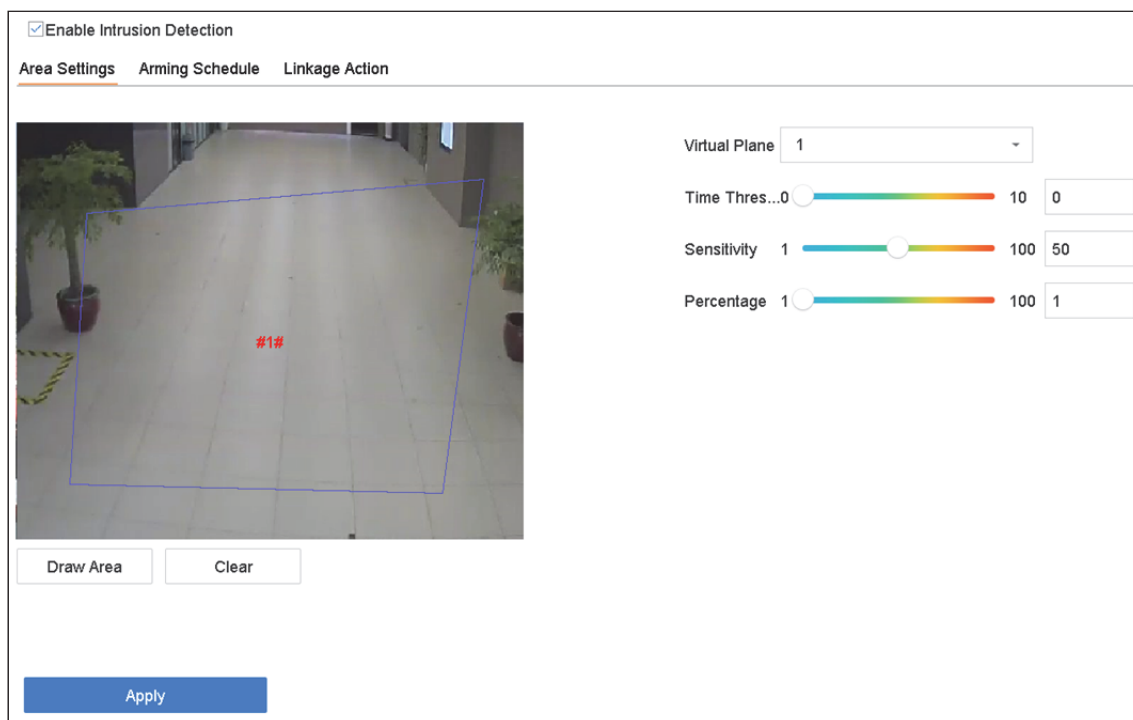 Enable Intrusion Detection
Area Settings Arming Schedule Linkage Action
Virtual Plane 1
Time Thres...0 10 0
Sensitivity 1 100 50
Percentage 1 100 1
#1#
Draw Area Clear
Apply